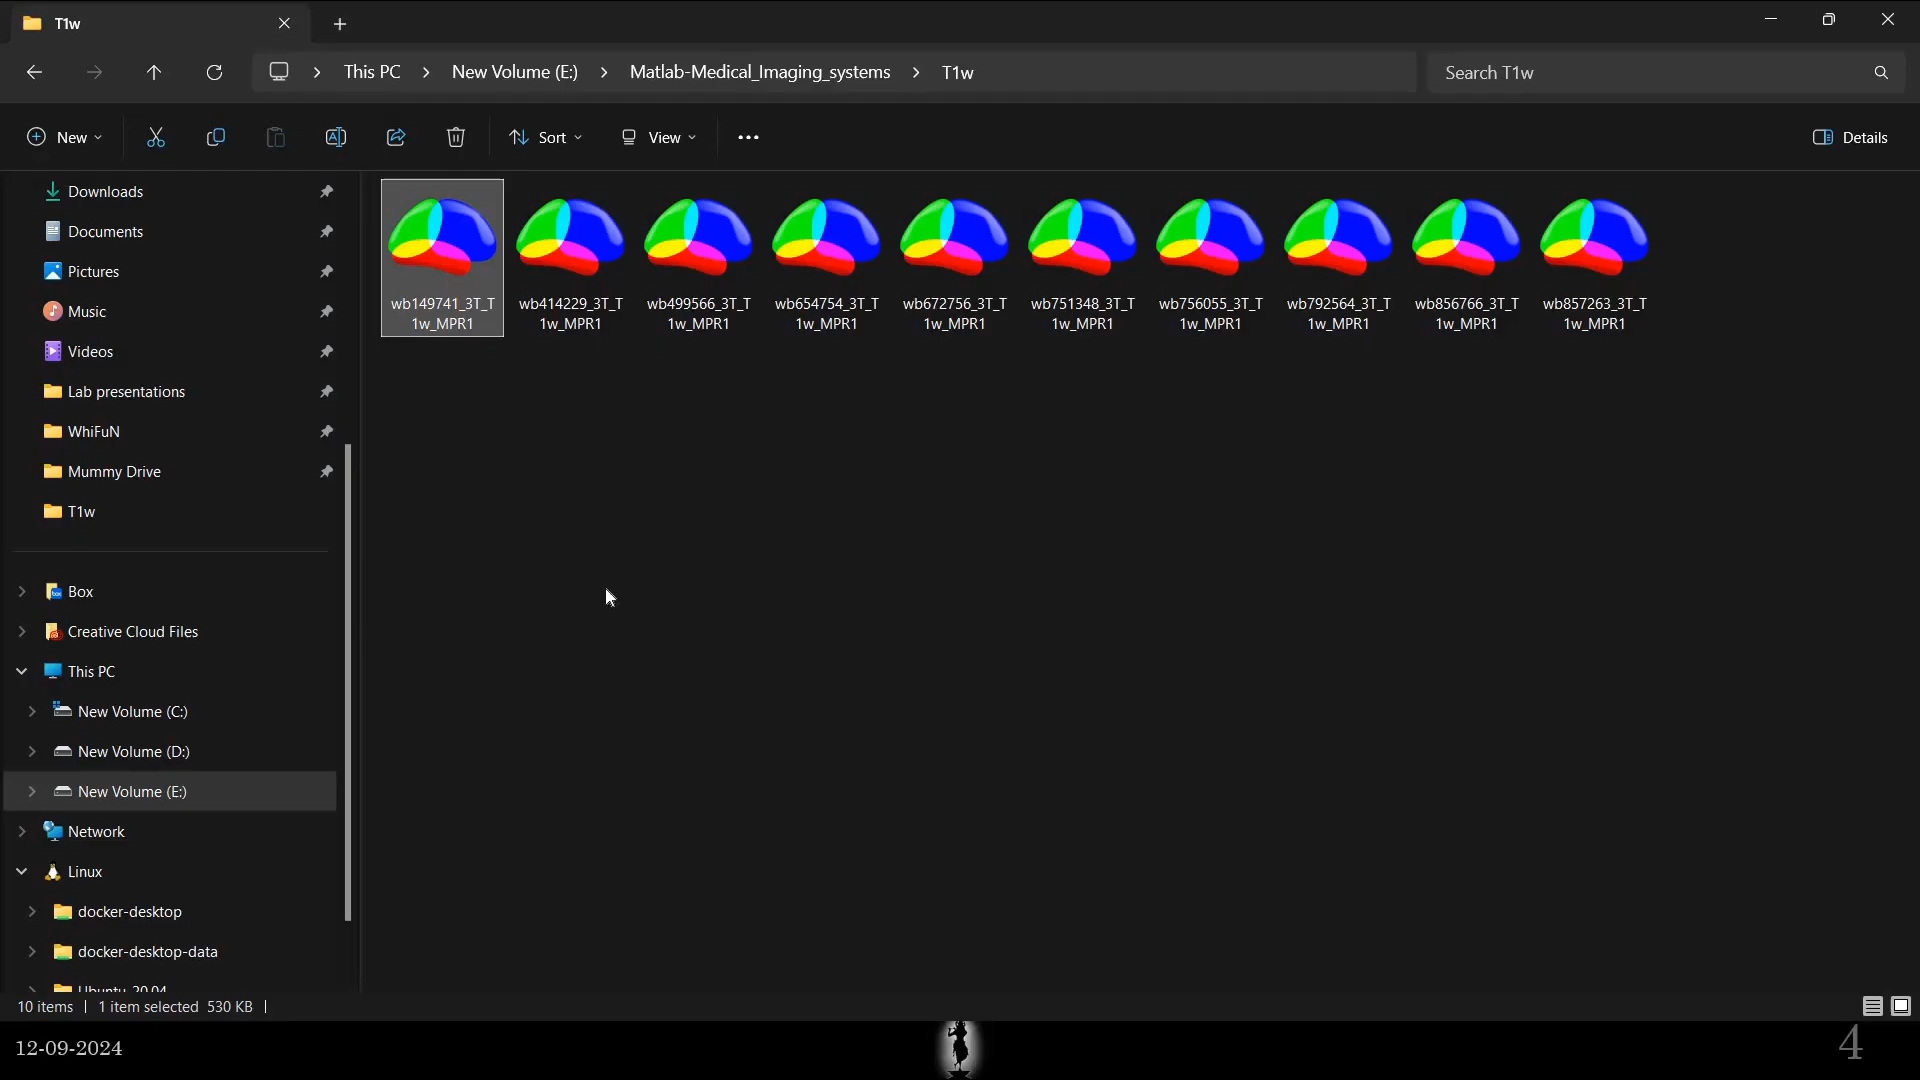 T1w
This PC
New Volume (E:)
Matlab-Medical_Imaging_systems
T1w
Search T1w
New
Sort
View
Details
Downloads
Documents
Pictures
Music
Videos
Lab presentations
WhiFuN
Mummy Drive
T1w
Box
Creative Cloud Files
This PC
New Volume (C:)
New Volume (D:)
New Volume (E:)
Network
Linux
docker-desktop
docker-desktop-data
Ubuntu-20.04
wb149741_3T_T
1w_MPR1
wb414229_3T_T
1w_MPR1
wb499566_3T_T
1w_MPR1
wb654754_3T_T
1w_MPR1
wb672756_3T_T
1w_MPR1
wb751348_3T_T
1w_MPR1
wb756055_3T_T
1w_MPR1
wb792564_3T_T
1w_MPR1
wb856766_3T_T
1w_MPR1
wb857263_3T_T
1w_MPR1
10 items
1 item selected 530 KB
12-09-2024
4